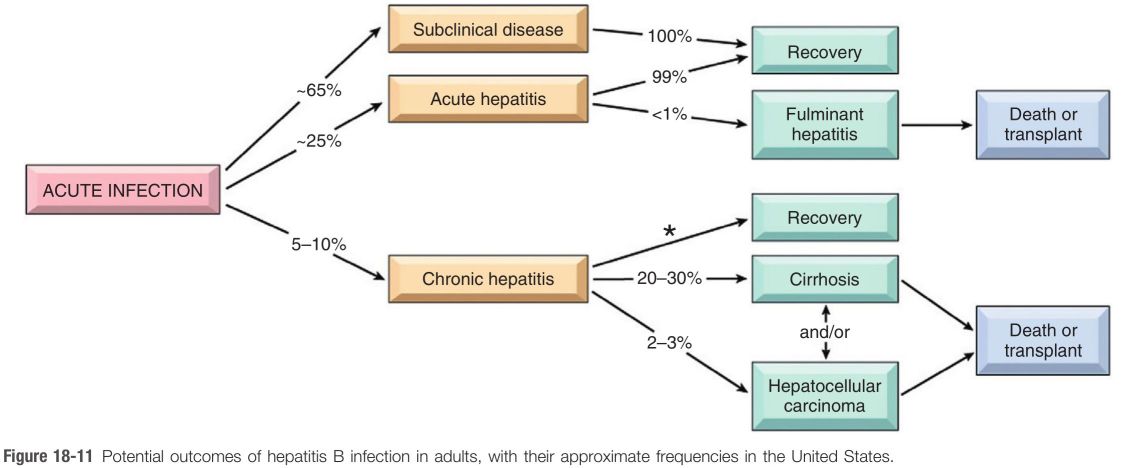 Subclinical disease
100%
Recovery
~65%
99%
Acute hepatitis
<1%
Fulminant
hepatitis
Death or
transplant
~25%
ACUTE INFECTION
5–10%
Chronic hepatitis
*
Recovery
20–30%
Cirrhosis
and/or
2–3%
Hepatocellular
carcinoma
Death or
transplant
Figure 18-11 Potential outcomes of hepatitis B infection in adults, with their approximate frequencies in the United States.